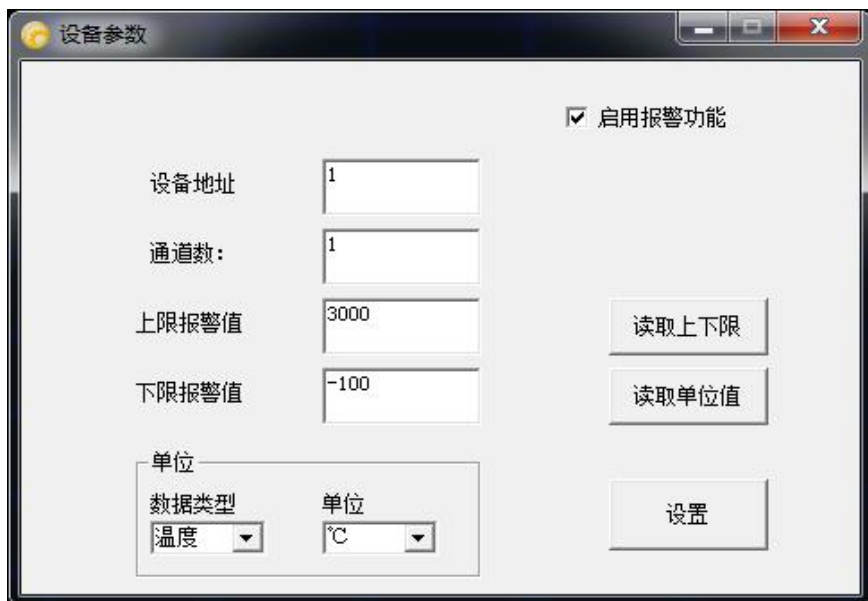 设备参数
启用报警功能
设备地址 1
通道数: 1
上限报警值 3000 读取上下限
下限报警值 -100 读取单位值
单位
数据类型 单位
温度 ℃
设置